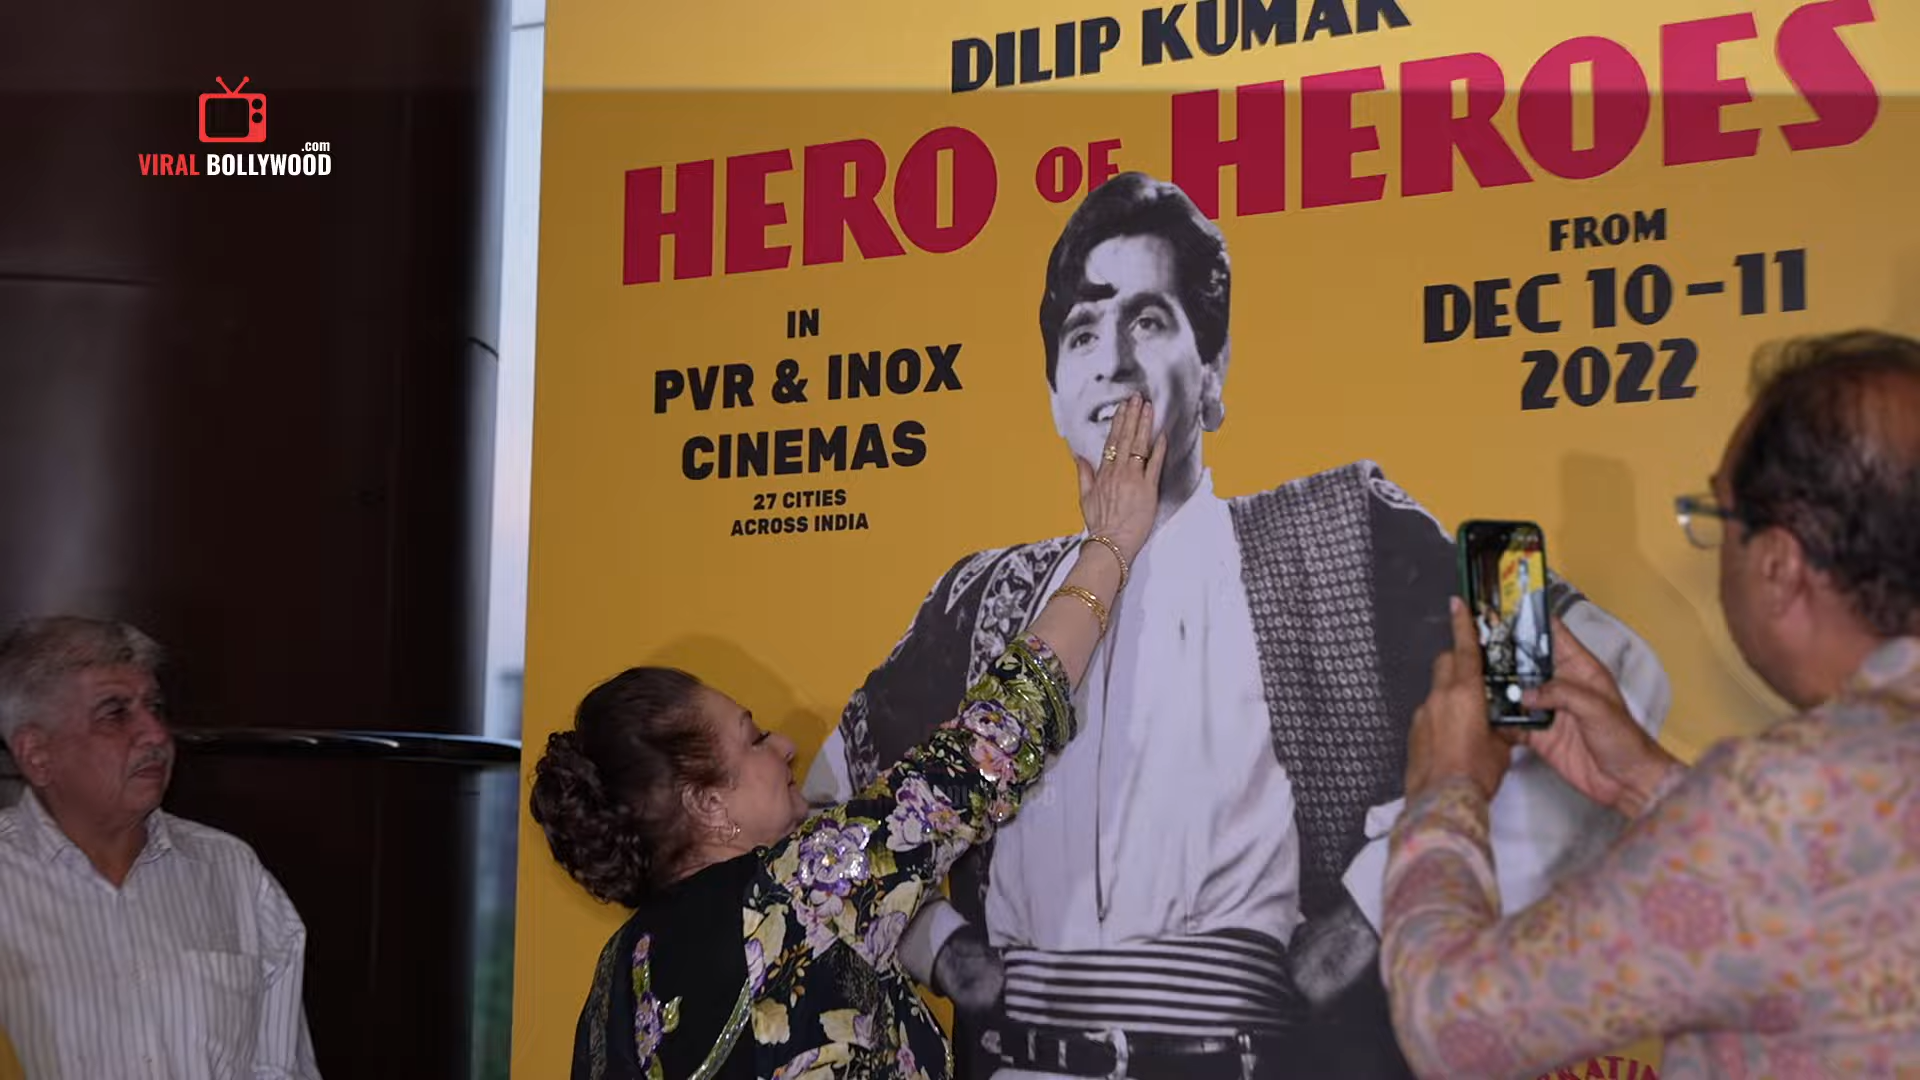 .com
VIRAL BOLLYWOOD
DILIP KUMAR
HERO OF HEROES
IN
PVR & INOX
CINEMAS
27 CITIES
ACROSS INDIA
FROM
DEC 10-11
2022